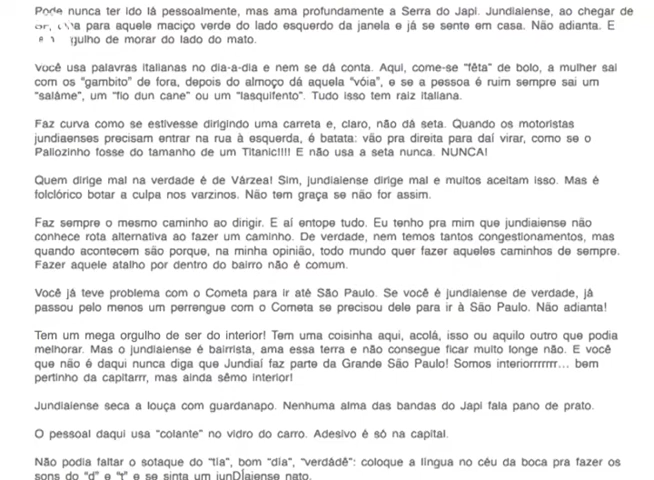 Pode nunca ter ido lá pessoalmente, mas ama profundamente a Serra do Japi. Jundiaiense, ao chegar de
para aquele maciço verde do lado esquerdo da janela e já se sente em casa. Não adianta. E
de morar do lado do mato.
Você usa palavras italianas no dia-a-dia e nem se dá conta. Aqui, come-se "fêta" de bolo, a mulher sai
com os "gambito" de fora, depois do almoço dá aquela "vóia", e se a pessoa é ruim sempre sai um
"saláme", um "fio dun cane" ou um "lasquifento". Tudo isso tem raiz italiana.
Faz curva como se estivesse dirigindo uma carreta e, claro, não dá seta. Quando os motoristas
jundiaenses precisam entrar na rua à esquerda, é batata: vão pra direita para daí virar, como se o
Paliozinho fosse do tamanho de um Titanic!!!! E não usa a seta nunca. NUNCA!
Quem dirige mal na verdade é de Várzea! Sim, jundiaiense dirige mal e muitos aceitam isso. Mas é
folclórico botar a culpa nos varzinos. Não tem graça se não for assim.
Faz sempre o mesmo caminho ao dirigir. E aí entope tudo. Eu tenho pra mim que jundiaiense não
conhece rota alternativa ao fazer um caminho. De verdade, nem temos tantos congestionamentos, mas
quando acontecem são porque, na minha opinião, todo mundo quer fazer aqueles caminhos de sempre.
Fazer aquele atalho por dentro do bairro não é comum.
Você já teve problema com o Cometa para ir até São Paulo. Se você é jundiaiense de verdade, já
passou pelo menos um perrengue com o Cometa se precisou dele para ir à São Paulo. Não adianta!
Tem um mega orgulho de ser do interior! Tem uma coisinha aqui, acolá, isso ou aquilo outro que podia
melhorar. Mas o jundiaiense é bairrista, ama essa terra e não consegue ficar muito longe não. E você
que não é daqui nunca diga que Jundiaí faz parte da Grande São Paulo! Somos interiorrrrrrr... bem
pertinho da capitarrr, mas ainda sêmo interior!
Jundiaiense seca a louça com guardanapo. Nenhuma alma das bandas do Japi fala pano de prato.
O pessoal daqui usa "colante" no vidro do carro. Adesivo é só na capital.
Não podia faltar o sotaque do "tía", bom "día", "verdádê": coloque a língua no céu da boca pra fazer os
sons do "d" e "t" e se sinta um junDÍaiense nato.